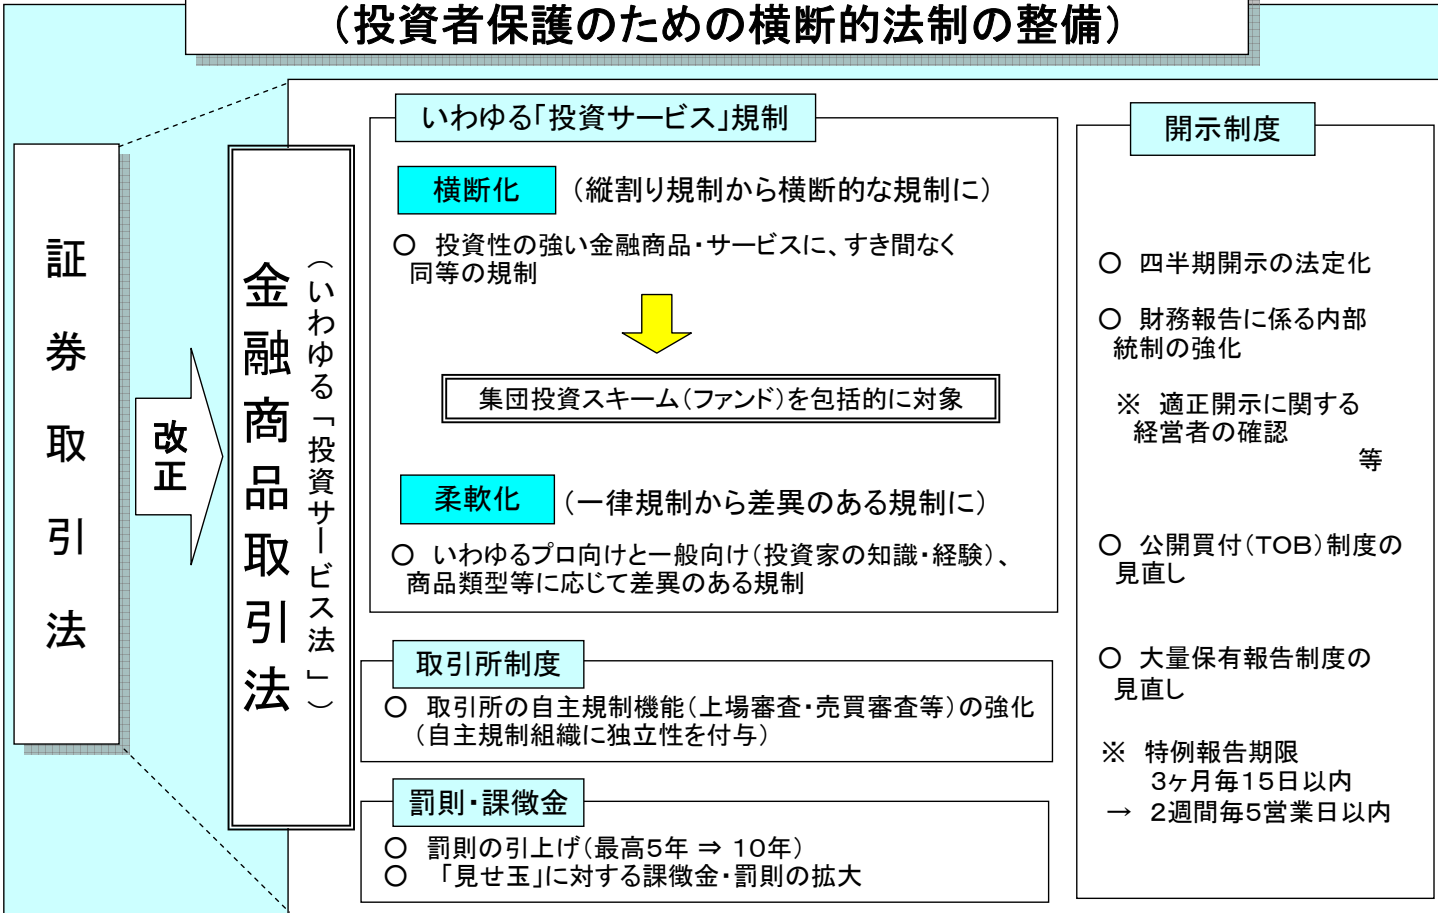 (投資者保護のための横断的法制の整備)
証券取引法
改正
金融商品取引法
(いわゆる「投資サービス法」)
いわゆる「投資サービス」規制
横断化 (縦割り規制から横断的な規制に)
○ 投資性の強い金融商品・サービスに、すき間なく
同等の規制
集団投資スキーム(ファンド)を包括的に対象
柔軟化 (一律規制から差異のある規制に)
○ いわゆるプロ向けと一般向け(投資家の知識・経験)、
商品類型等に応じて差異のある規制
取引所制度
○ 取引所の自主規制機能(上場審査・売買審査等)の強化
(自主規制組織に独立性を付与)
罰則・課徴金
○ 罰則の引上げ(最高5年 ⇒ 10年)
○ 「見せ玉」に対する課徴金・罰則の拡大
開示制度
○ 四半期開示の法定化
○ 財務報告に係る内部
統制の強化
※ 適正開示に関する
経営者の確認
等
○ 公開買付(TOB)制度の
見直し
○ 大量保有報告制度の
見直し
※ 特例報告期限
3ヶ月毎15日以内
→ 2週間毎5営業日以内